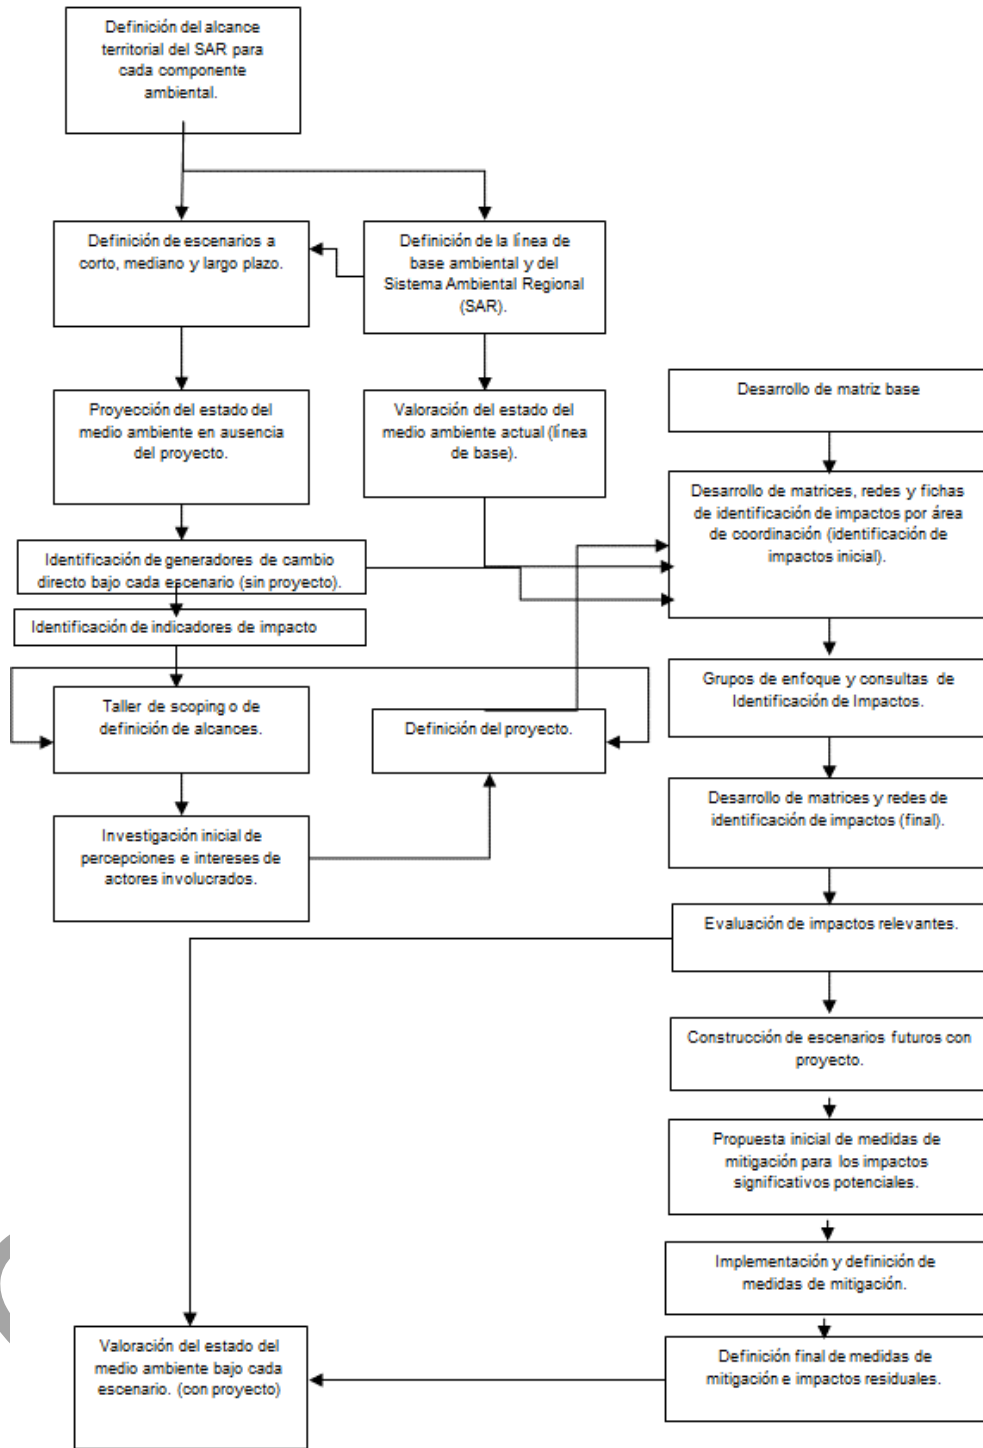 Definición del alcance
territorial del SAR para
cada componente
ambiental.
Definición de escenarios a
corto, mediano y largo plazo.
Definición de la línea de
base ambiental y del
Sistema Ambiental Regional
(SAR).
Proyección del estado del
medio ambiente en ausencia
del proyecto.
Valoración del estado del
medio ambiente actual (línea
de base).
Identificación de generadores de cambio
directo bajo cada escenario (sin proyecto).
Identificación de indicadores de impacto
Taller de scoping o de
definición de alcances.
Definición del proyecto.
Investigación inicial de
percepciones e intereses de
actores involucrados.
Desarrollo de matriz base
Desarrollo de matrices, redes y fichas
de identificación de impactos por área
de coordinación (identificación de
impactos inicial).
Grupos de enfoque y consultas de
Identificación de Impactos.
Desarrollo de matrices y redes de
identificación de impactos (final).
Evaluación de impactos relevantes.
Construcción de escenarios futuros con
proyecto.
Propuesta inicial de medidas de
mitigación para los impactos
significativos potenciales.
Implementación y definición de
medidas de mitigación.
Definición final de medidas de
mitigación e impactos residuales.
Valoración del estado del
medio ambiente bajo cada
escenario. (con proyecto)